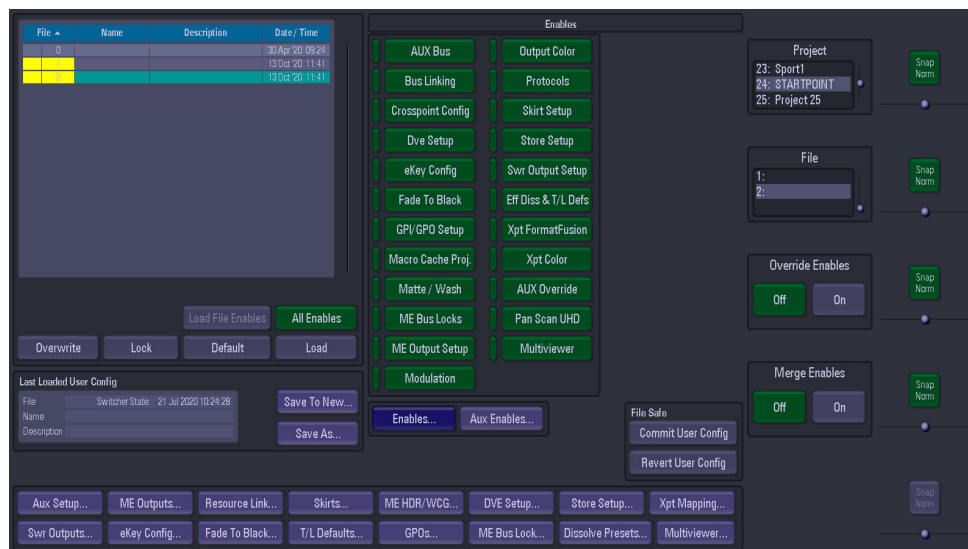 File Name Description Date/ Time
0 30 Apr '20 09:24
1 13 Oct '20 11:41
2 13 Oct '20 11:41
Load File Enables All Enables
Overwrite Lock Default Load
Last Loaded User Config
File Switcher State: 21 Jul 2020 10:24:28
Name
Description
Save To New...
Save As...
Enables
AUX Bus Output Color
Bus Linking Protocols
Crosspoint Config Skirt Setup
Dve Setup Store Setup
eKey Config Swr Output Setup
Fade To Black Eff Diss & T/L Defs
GPI/GPO Setup Xpt FormatFusion
Macro Cache Proj. Xpt Color
Matte / Wash AUX Override
ME Bus Locks Pan Scan UHD
ME Output Setup Multiviewer
Modulation
Enables... Aux Enables...
File Safe
Commit User Config
Revert User Config
Project
23: Sport1
24: STARTPOINT
25: Project 25
Snap
Norm
File
1:
2:
Snap
Norm
Override Enables
Off On
Snap
Norm
Merge Enables
Off On
Snap
Norm
Snap
Norm
Aux Setup... ME Outputs... Resource Link... Skirts... ME HDR/WCG... DVE Setup... Store Setup... Xpt Mapping...
Swr Outputs... eKey Config... Fade To Black... T/L Defaults... GPOs... ME Bus Lock... Dissolve Presets... Multiviewer...